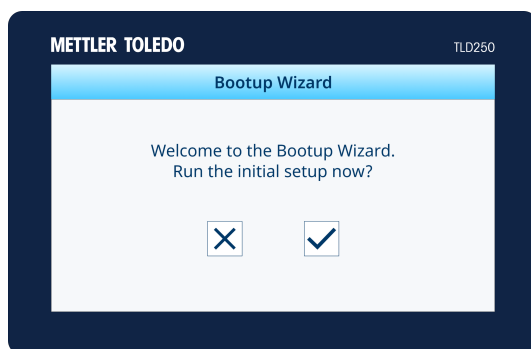 METTLER TOLEDO
TLD250
Bootup Wizard
Welcome to the Bootup Wizard.
Run the initial setup now?